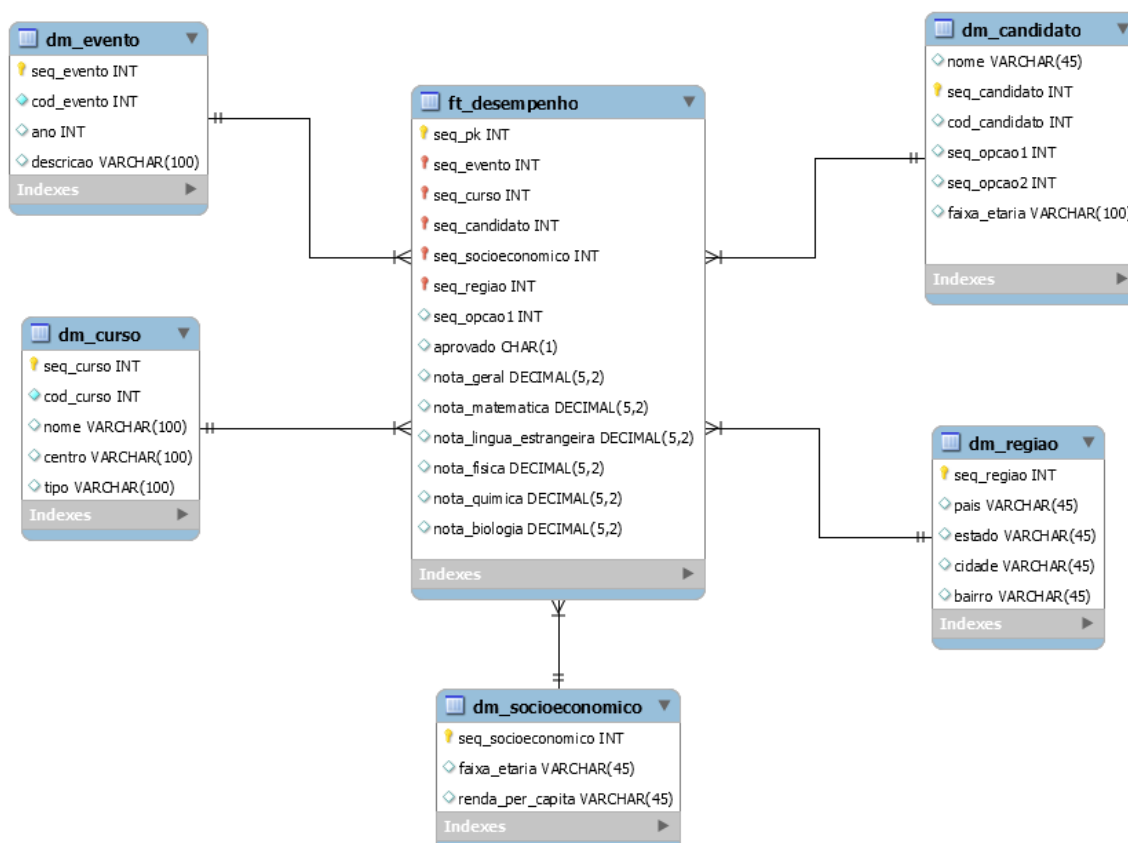 dm_evento
seq_evento INT
cod_evento INT
ano INT
descricao VARCHAR(100)
Indexes
dm_curso
seq_curso INT
cod_curso INT
nome VARCHAR(100)
centro VARCHAR(100)
tipo VARCHAR(100)
Indexes
ft_desempenho
seq_pk INT
seq_evento INT
seq_curso INT
seq_candidato INT
seq_socioeconomico INT
seq_regiao INT
seq_opcao1 INT
aprovado CHAR(1)
nota_geral DECIMAL(5,2)
nota_matematica DECIMAL(5,2)
nota_lingua_estrangeira DECIMAL(5,2)
nota_fisica DECIMAL(5,2)
nota_quimica DECIMAL(5,2)
nota_biologia DECIMAL(5,2)
Indexes
dm_socioeconomico
seq_socioeconomico INT
faixa_etaria VARCHAR(45)
renda_per_capita VARCHAR(45)
Indexes
dm_candidato
nome VARCHAR(45)
seq_candidato INT
cod_candidato INT
seq_opcao1 INT
seq_opcao2 INT
faixa_etaria VARCHAR(100)
Indexes
dm_regiao
seq_regiao INT
pais VARCHAR(45)
estado VARCHAR(45)
cidade VARCHAR(45)
bairro VARCHAR(45)
Indexes